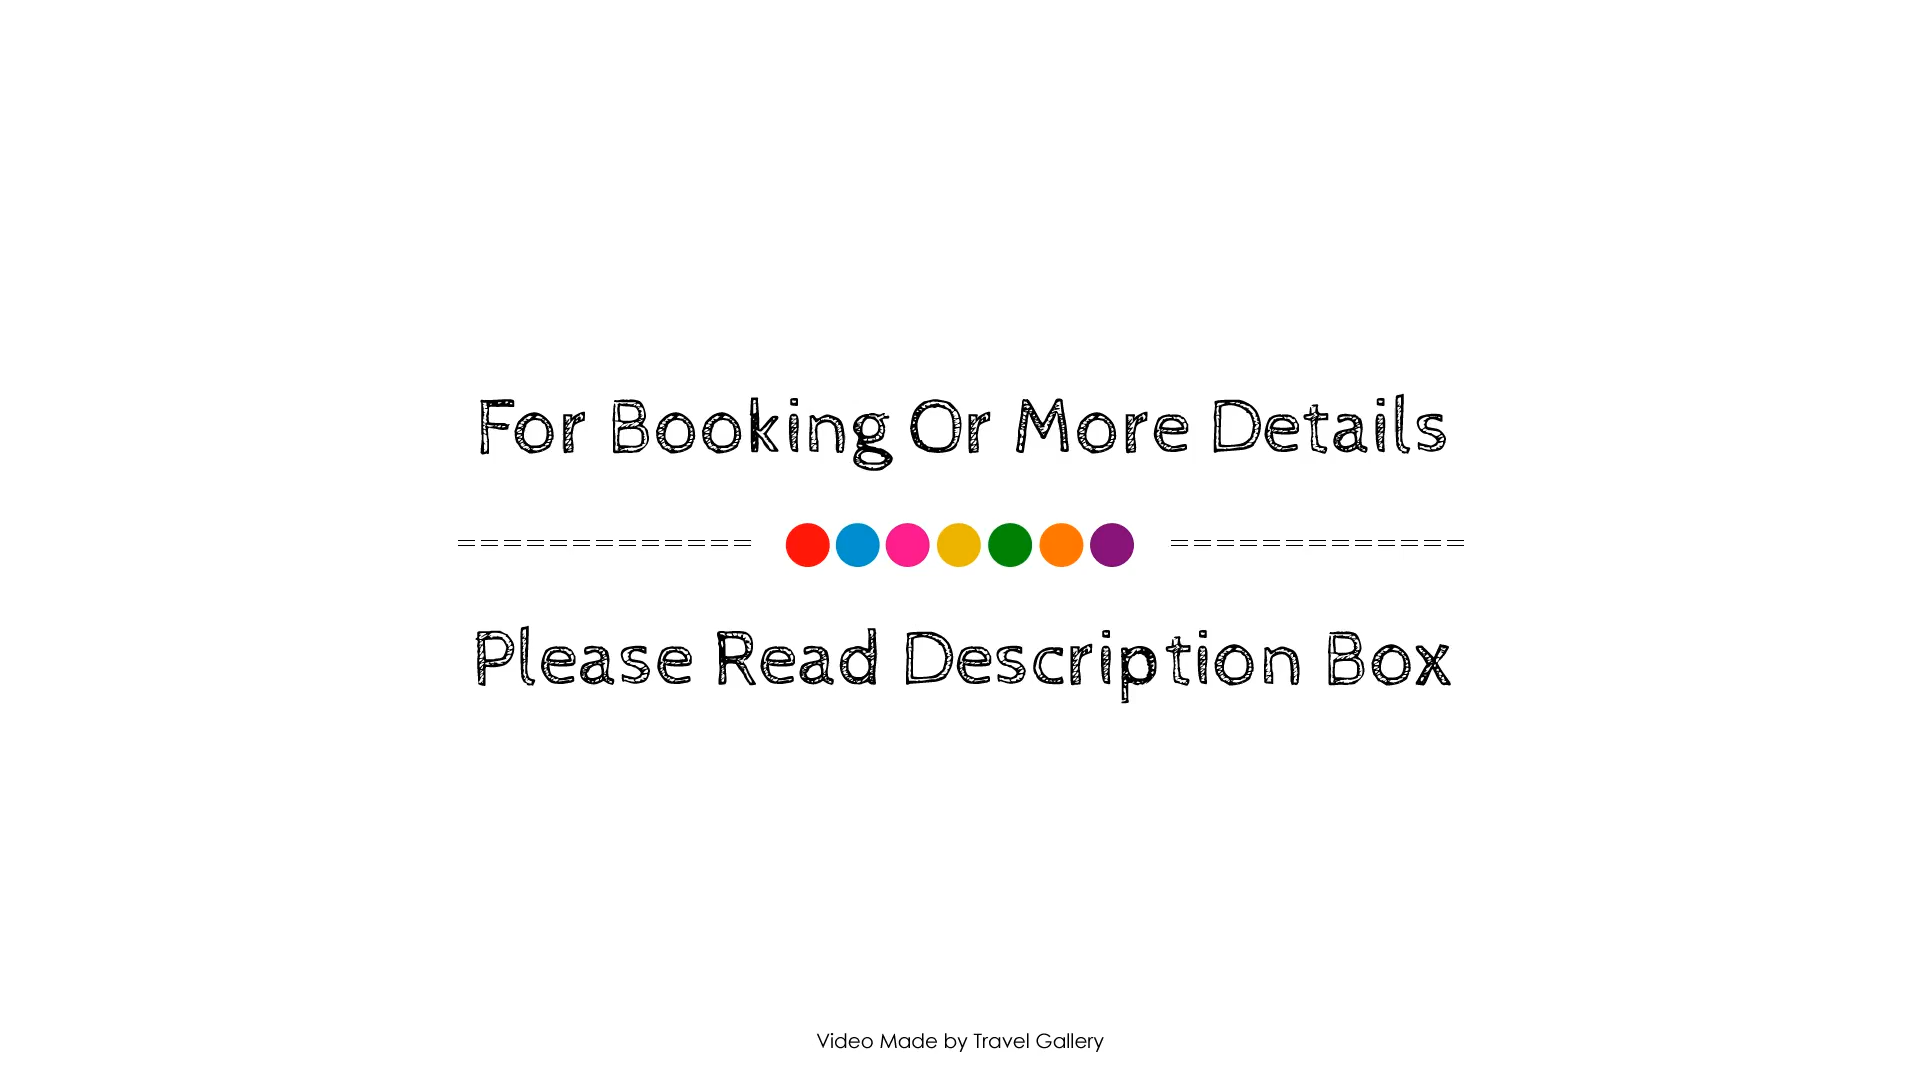 For Booking Or More Details
============= =============
Please Read Description Box
Video Made by Travel Gallery